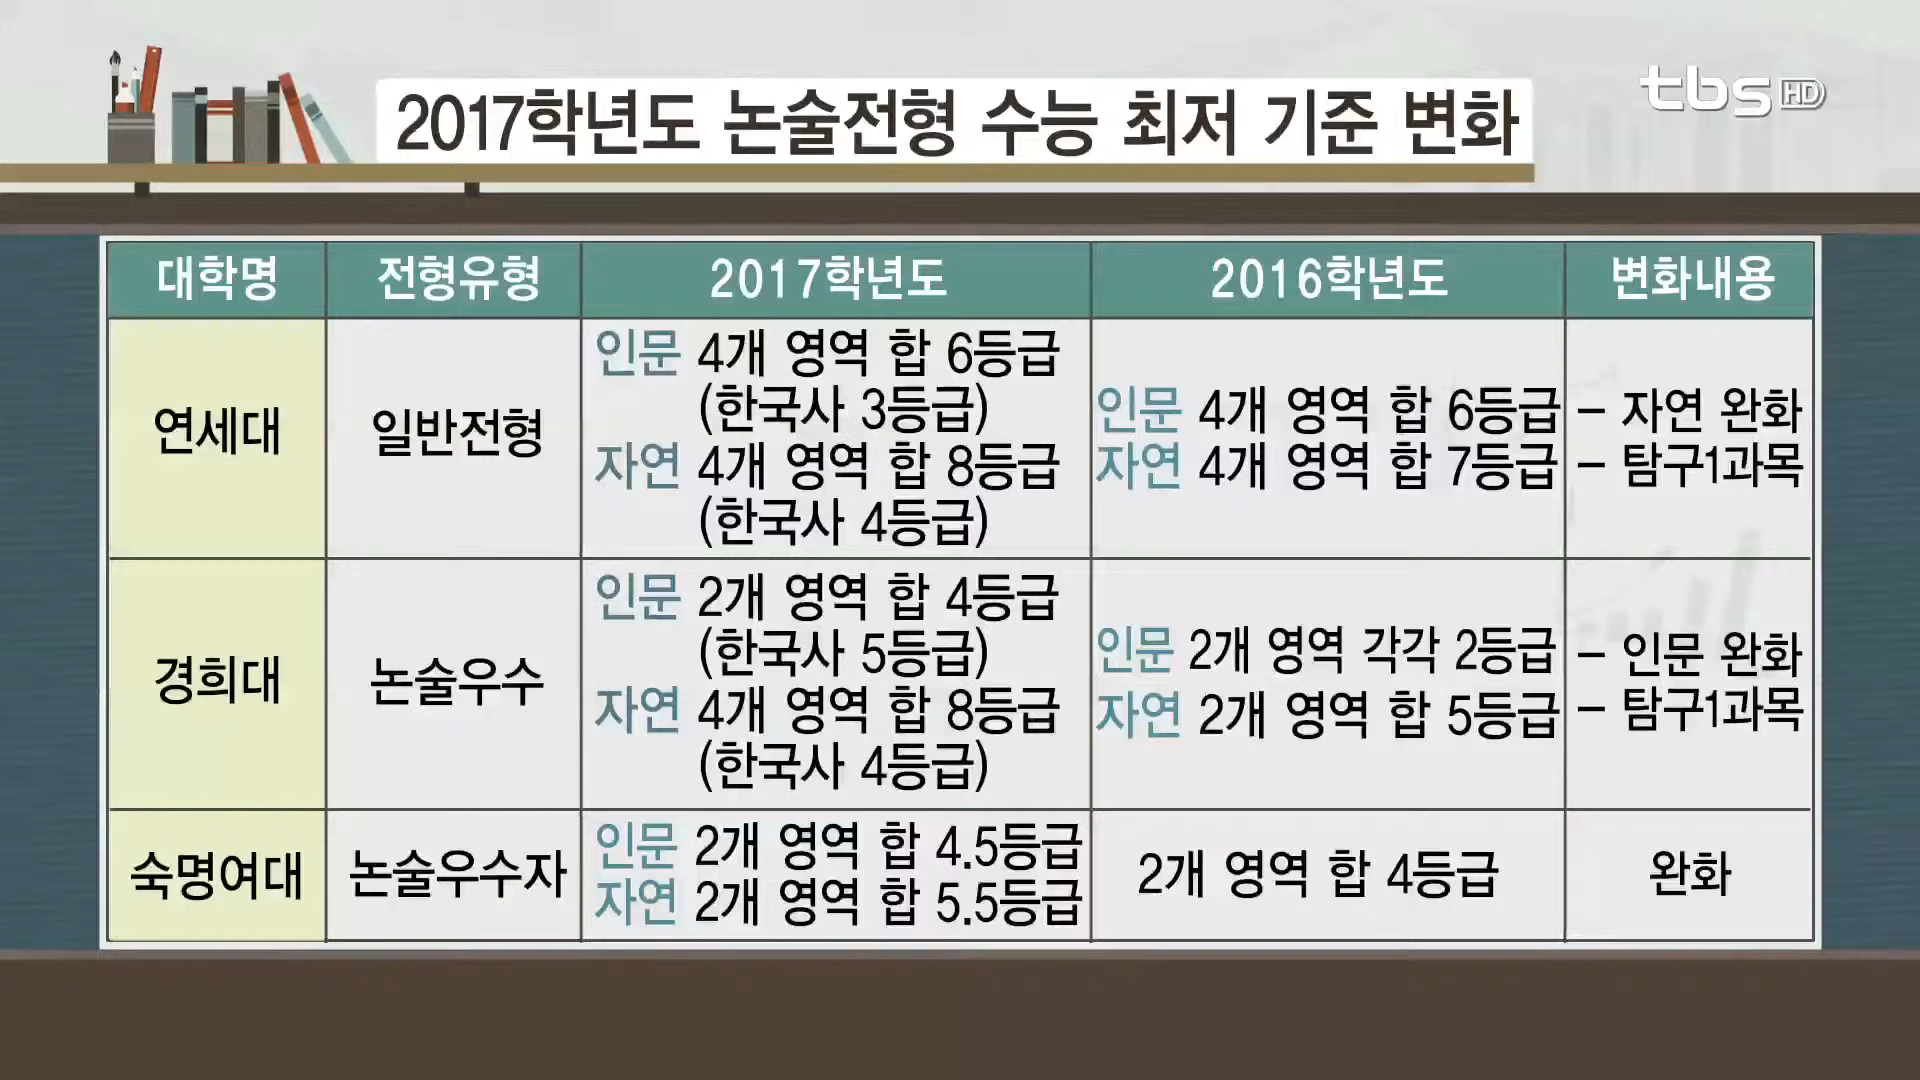 2017학년도 논술전형 수능 최저 기준 변화
tbs HD
대학명 전형유형 2017학년도 2016학년도 변화내용
연세대
일반전형
인문 4개 영역 합 6등급
(한국사 3등급)
자연 4개 영역 합 8등급
(한국사 4등급)
인문 4개 영역 합 6등급
자연 4개 영역 합 7등급
- 자연 완화
- 탐구1과목
경희대
논술우수
인문 2개 영역 합 4등급
(한국사 5등급)
자연 4개 영역 합 8등급
(한국사 4등급)
인문 2개 영역 각각 2등급
자연 2개 영역 합 5등급
- 인문 완화
- 탐구1과목
숙명여대
논술우수자
인문 2개 영역 합 4.5등급
자연 2개 영역 합 5.5등급
2개 영역 합 4등급
완화